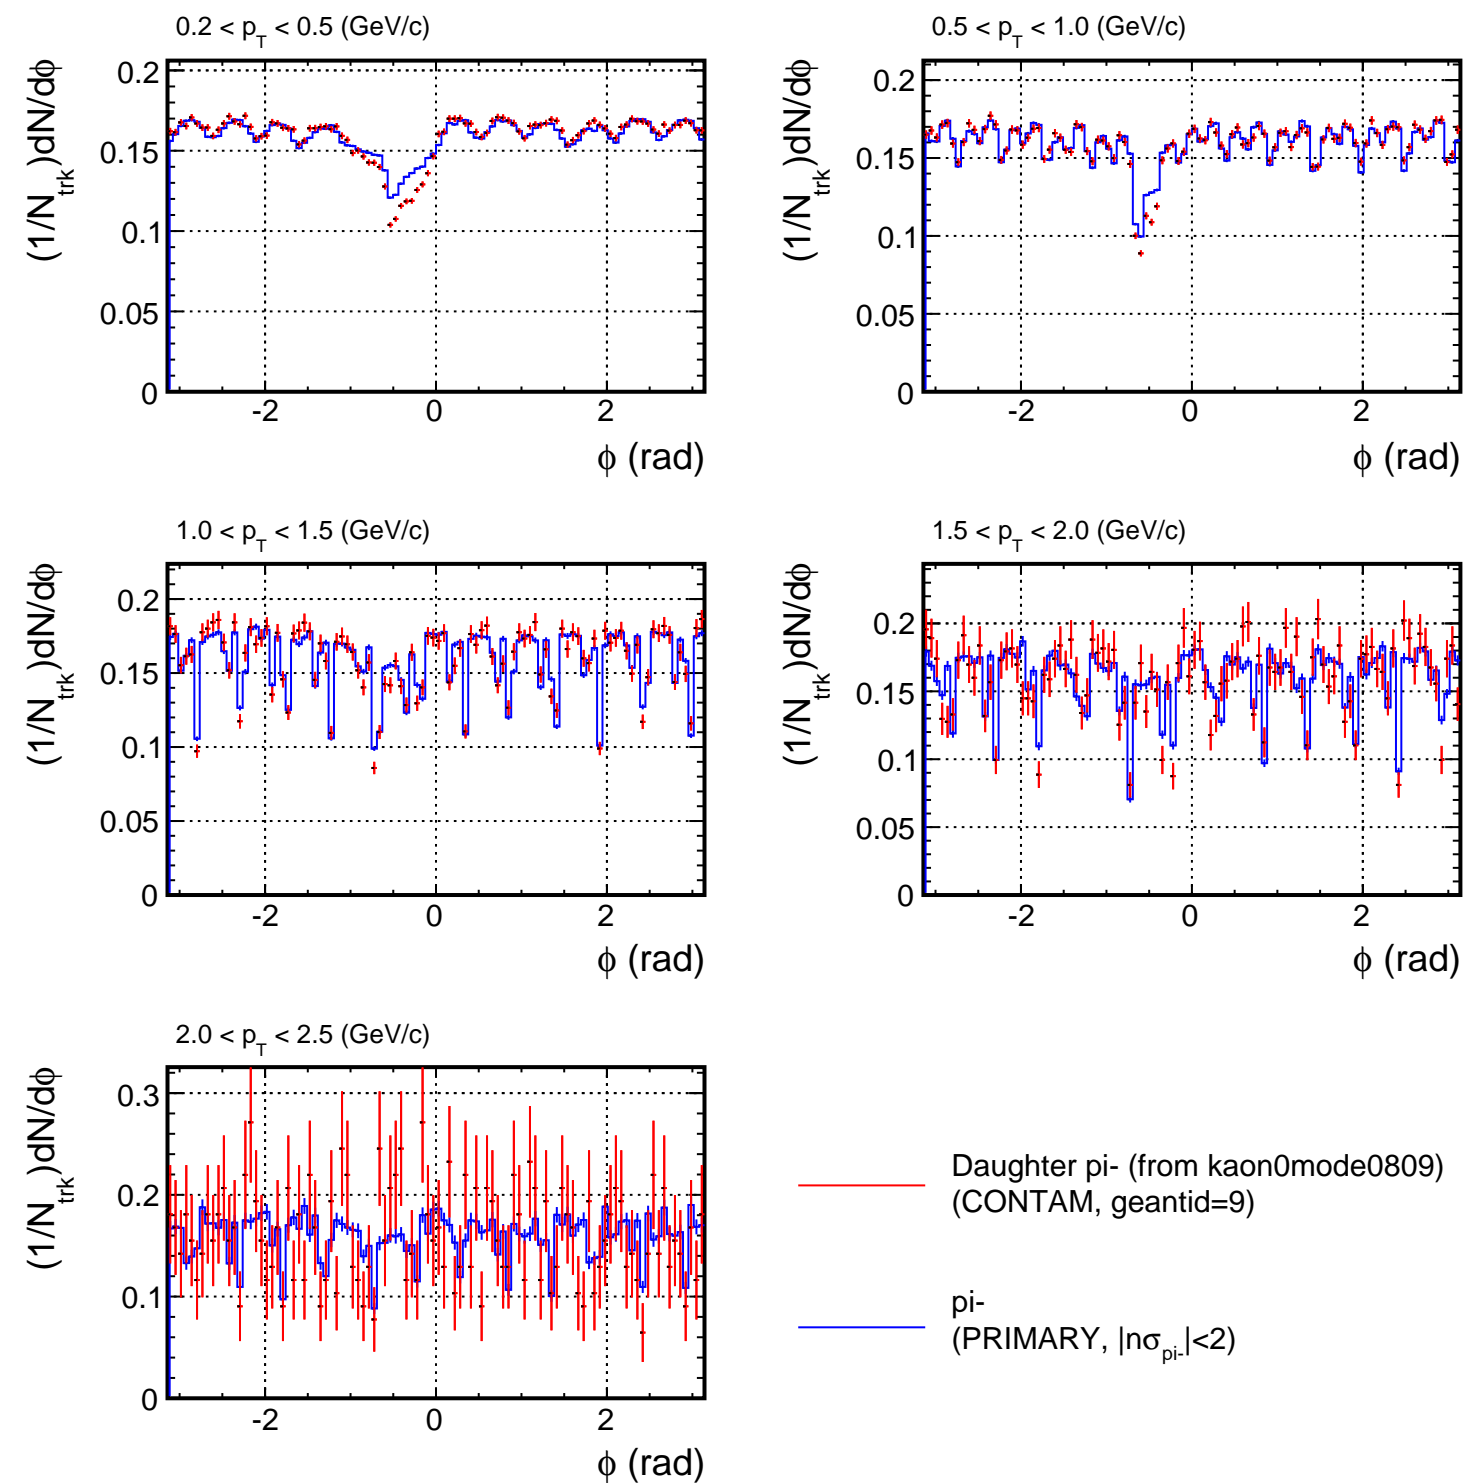 0.2 < p_T < 0.5 (GeV/c)
(1/N_trk)dN/dϕ
0.2
0.15
0.1
0.05
0
-2
0
2
ϕ (rad)
0.5 < p_T < 1.0 (GeV/c)
(1/N_trk)dN/dϕ
0.2
0.15
0.1
0.05
0
-2
0
2
ϕ (rad)
1.0 < p_T < 1.5 (GeV/c)
(1/N_trk)dN/dϕ
0.2
0.15
0.1
0.05
0
-2
0
2
ϕ (rad)
1.5 < p_T < 2.0 (GeV/c)
(1/N_trk)dN/dϕ
0.2
0.15
0.1
0.05
0
-2
0
2
ϕ (rad)
2.0 < p_T < 2.5 (GeV/c)
(1/N_trk)dN/dϕ
0.3
0.2
0.1
0
-2
0
2
ϕ (rad)
Daughter pi- (from kaon0mode0809)
(CONTAM, geantid=9)
pi-
(PRIMARY, |nσ_pi-|<2)